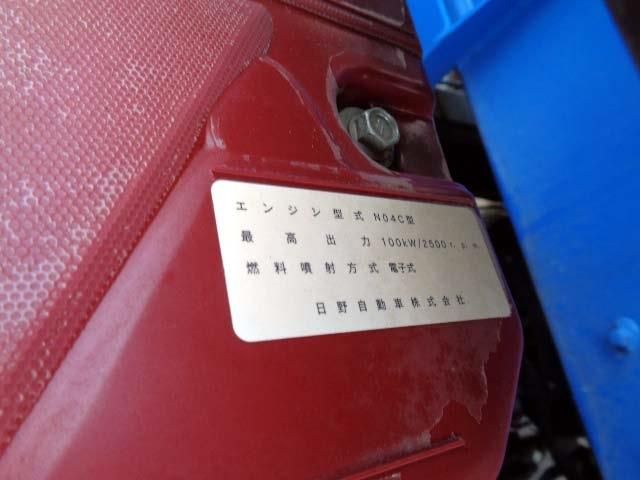 エンジン型式 N04C型
最高出力 100kW/2500r.p.m.
燃料噴射方式 電子式
日野自動車株式会社